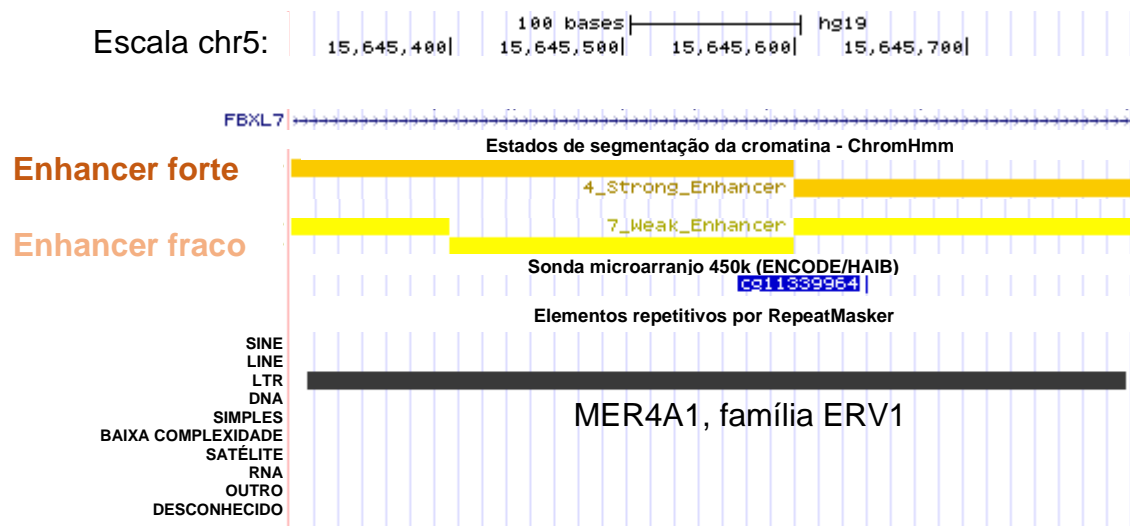 100 bases hg19
Escala chr5: 15,645,400| 15,645,500| 15,645,600| 15,645,700|
FBXL7
Estados de segmentação da cromatina - ChromHmm
Enhancer forte
4_Strong_Enhancer
7_Weak_Enhancer
Enhancer fraco
Sonda microarranjo 450k (ENCODE/HAIB)
cg11339964
Elementos repetitivos por RepeatMasker
SINE
LINE
LTR
DNA
SIMPLES
MER4A1, família ERV1
BAIXA COMPLEXIDADE
SATÉLITE
RNA
OUTRO
DESCONHECIDO